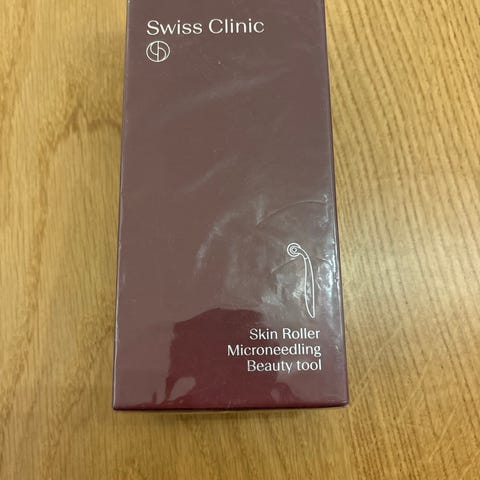 Swiss Clinic
Skin Roller
Microneedling
Beauty tool